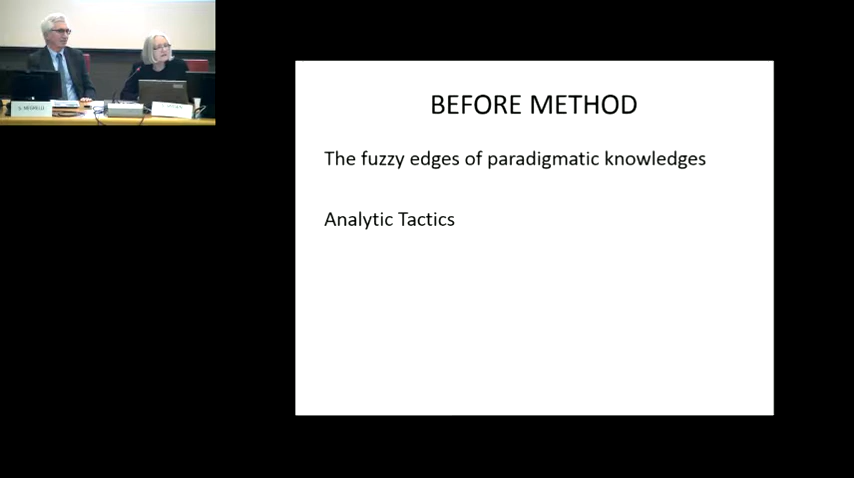 BEFORE METHOD
The fuzzy edges of paradigmatic knowledges
Analytic Tactics